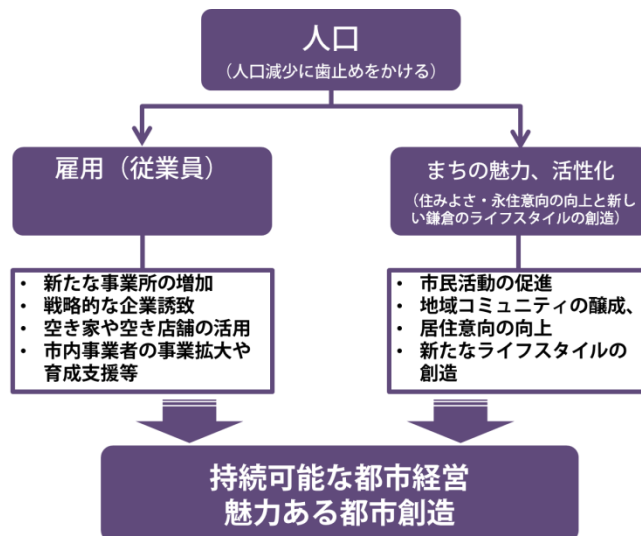 人口
（人口減少に歯止めをかける）
雇用（従業員）
• 新たな事業所の増加
• 戦略的な企業誘致
• 空き家や空き店舗の活用
• 市内事業者の事業拡大や
育成支援等
まちの魅力、活性化
（住みよさ・永住意向の向上と新し
い鎌倉のライフスタイルの創造）
• 市民活動の促進
• 地域コミュニティの醸成、
• 居住意向の向上
• 新たなライフスタイルの
創造
持続可能な都市経営
魅力ある都市創造